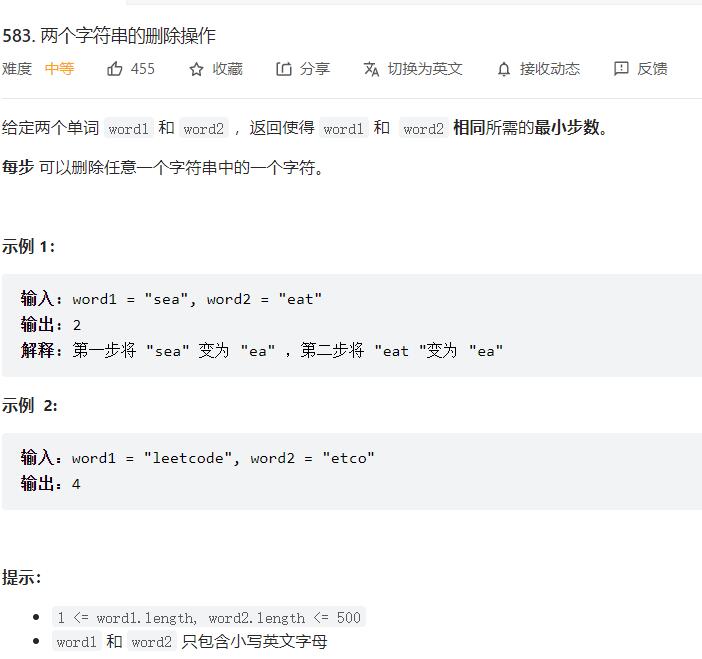 583. 两个字符串的删除操作
难度 中等 455 收藏 分享 切换为英文 接收动态 反馈
给定两个单词 word1 和 word2 ，返回使得 word1 和 word2 相同所需的最小步数。
每步 可以删除任意一个字符串中的一个字符。
示例 1：
输入: word1 = "sea", word2 = "eat"
输出: 2
解释: 第一步将 "sea" 变为 "ea" ，第二步将 "eat "变为 "ea"
示例 2:
输入: word1 = "leetcode", word2 = "etco"
输出: 4
提示：
1 <= word1.length, word2.length <= 500
word1 和 word2 只包含小写英文字母